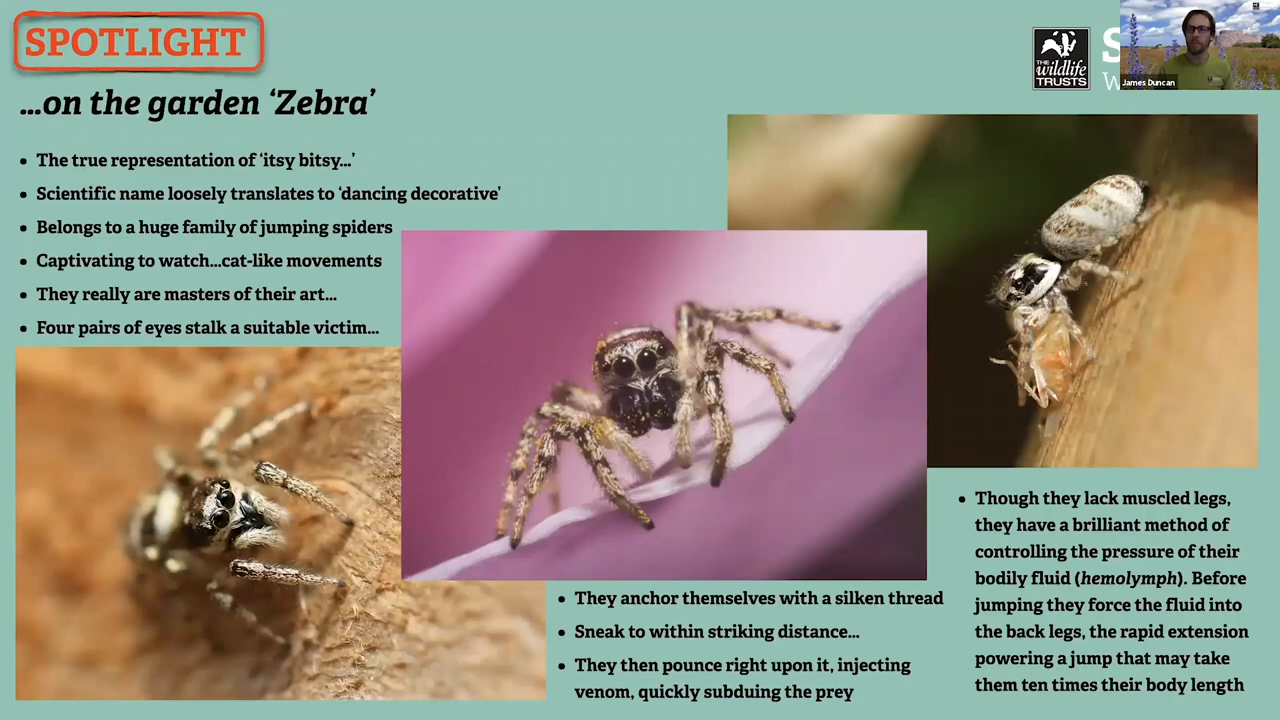 SPOTLIGHT
...on the garden ‘Zebra’
• The true representation of ‘itsy bitsy...’
• Scientific name loosely translates to ‘dancing decorative’
• Belongs to a huge family of jumping spiders
• Captivating to watch...cat-like movements
• They really are masters of their art...
• Four pairs of eyes stalk a suitable victim...
THE
wildlife
TRUSTS
S
W
James Duncan
• They anchor themselves with a silken thread
• Sneak to within striking distance...
• They then pounce right upon it, injecting
venom, quickly subduing the prey
• Though they lack muscled legs,
they have a brilliant method of
controlling the pressure of their
bodily fluid (hemolymph). Before
jumping they force the fluid into
the back legs, the rapid extension
powering a jump that may take
them ten times their body length